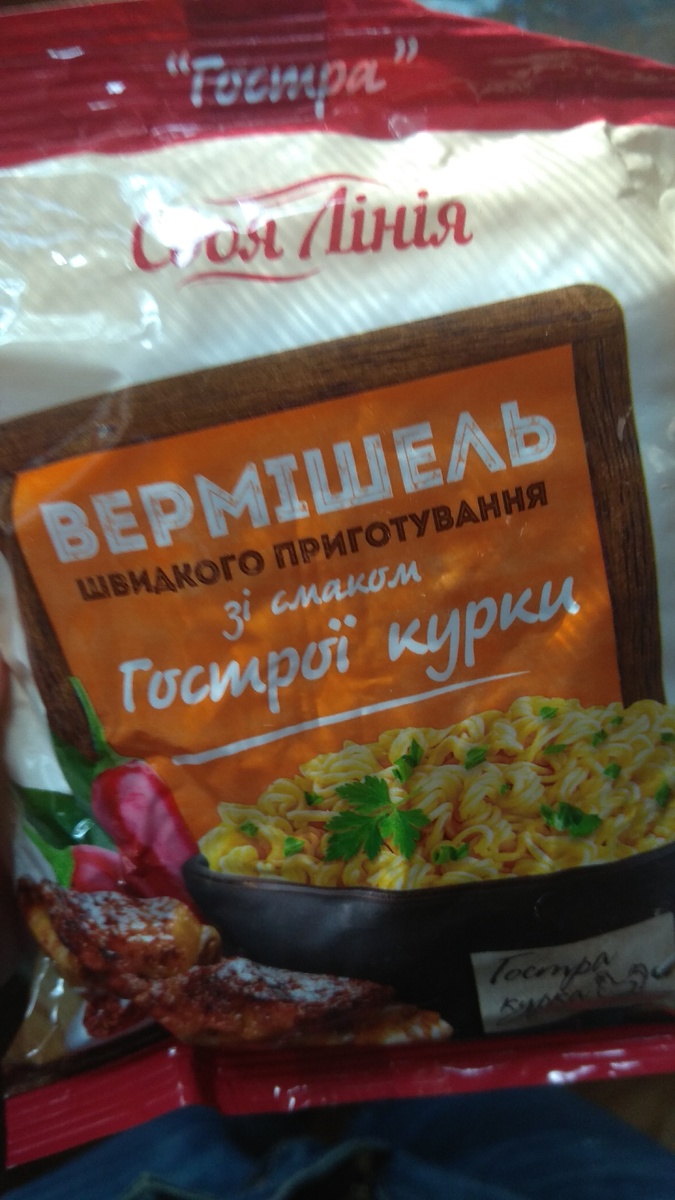 "Гостра"
Своя Лінія
ВЕРМІШЕЛЬ
ШВИДКОГО ПРИГОТУВАННЯ
зі смаком
Гострої курки
Гостра
курка